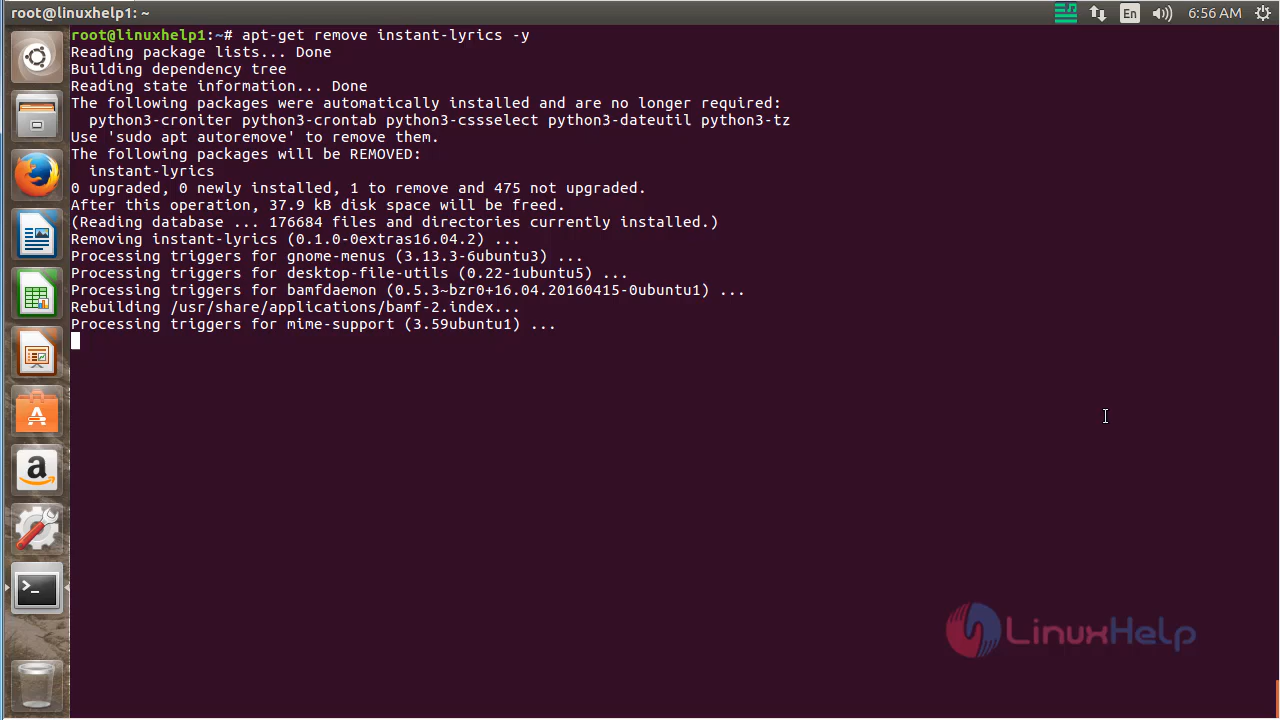 root@linuxhelp1: ~
En
6:56 AM
root@linuxhelp1:~# apt-get remove instant-lyrics -y
Reading package lists... Done
Building dependency tree
Reading state information... Done
The following packages were automatically installed and are no longer required:
python3-croniter python3-crontab python3-cssselect python3-dateutil python3-tz
Use 'sudo apt autoremove' to remove them.
The following packages will be REMOVED:
instant-lyrics
0 upgraded, 0 newly installed, 1 to remove and 475 not upgraded.
After this operation, 37.9 kB disk space will be freed.
(Reading database ... 176684 files and directories currently installed.)
Removing instant-lyrics (0.1.0-0extras16.04.2) ...
Processing triggers for gnome-menus (3.13.3-6ubuntu3) ...
Processing triggers for desktop-file-utils (0.22-1ubuntu5) ...
Processing triggers for bamfdaemon (0.5.3~bzr0+16.04.20160415-0ubuntu1) ...
Rebuilding /usr/share/applications/bamf-2.index...
Processing triggers for mime-support (3.59ubuntu1) ...
LinuxHelp